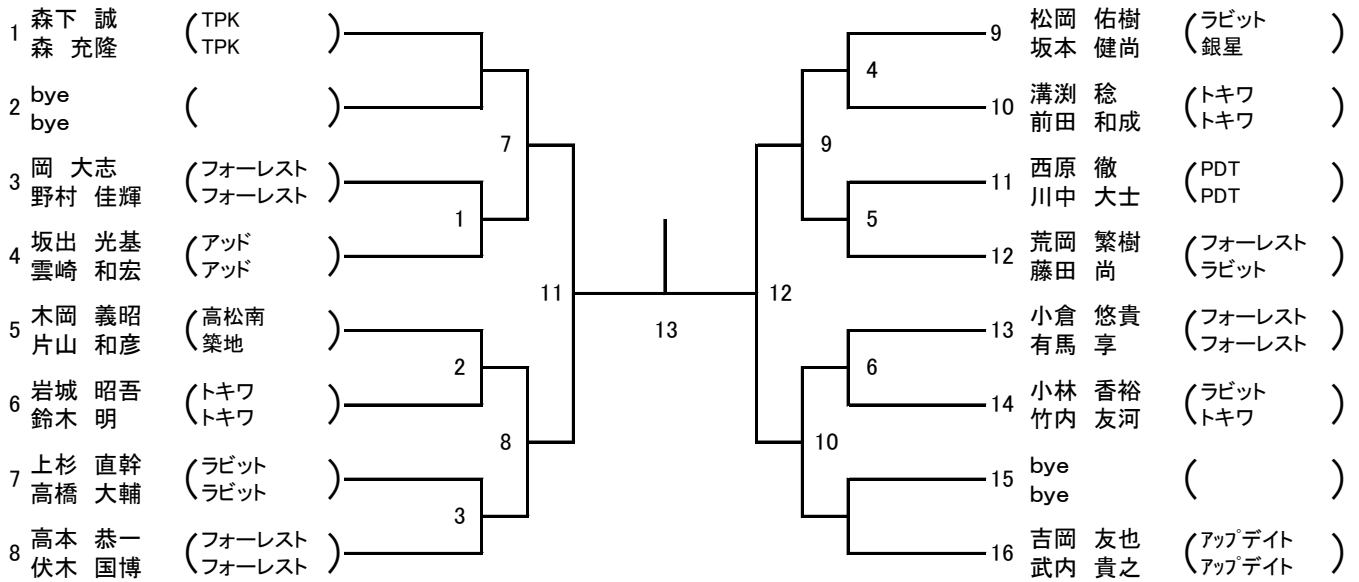 1 森下 誠 (TPK
森 充隆 TPK)
2 bye (
bye )
3 岡 大志 (フォーレスト
野村 佳輝 フォーレスト)
4 坂出 光基 (アッド
雲崎 和宏 アッド)
5 木岡 義昭 (高松南
片山 和彦 築地)
6 岩城 昭吾 (トキワ
鈴木 明 トキワ)
7 上杉 直幹 (ラビット
高橋 大輔 ラビット)
8 高本 恭一 (フォーレスト
伏木 国博 フォーレスト)
1
2
3
7
8
11
13
12
9
10
4
5
6
9 松岡 佑樹 (ラビット
坂本 健尚 銀星)
10 溝渕 稔 (トキワ
前田 和成 トキワ)
11 西原 徹 (PDT
川中 大士 PDT)
12 荒岡 繁樹 (フォーレスト
藤田 尚 ラビット)
13 小倉 悠貴 (フォーレスト
有馬 享 フォーレスト)
14 小林 香裕 (ラビット
竹内 友河 トキワ)
15 bye (
bye )
16 吉岡 友也 (アップデイト
武内 貴之 アップデイト)